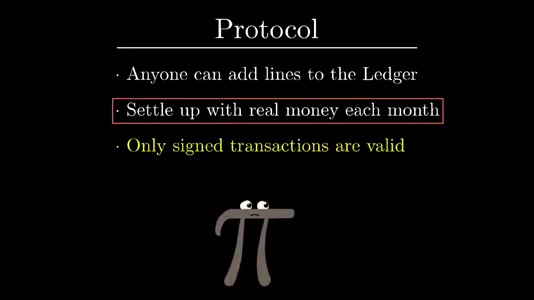 Protocol
· Anyone can add lines to the Ledger
· Settle up with real money each month
· Only signed transactions are valid